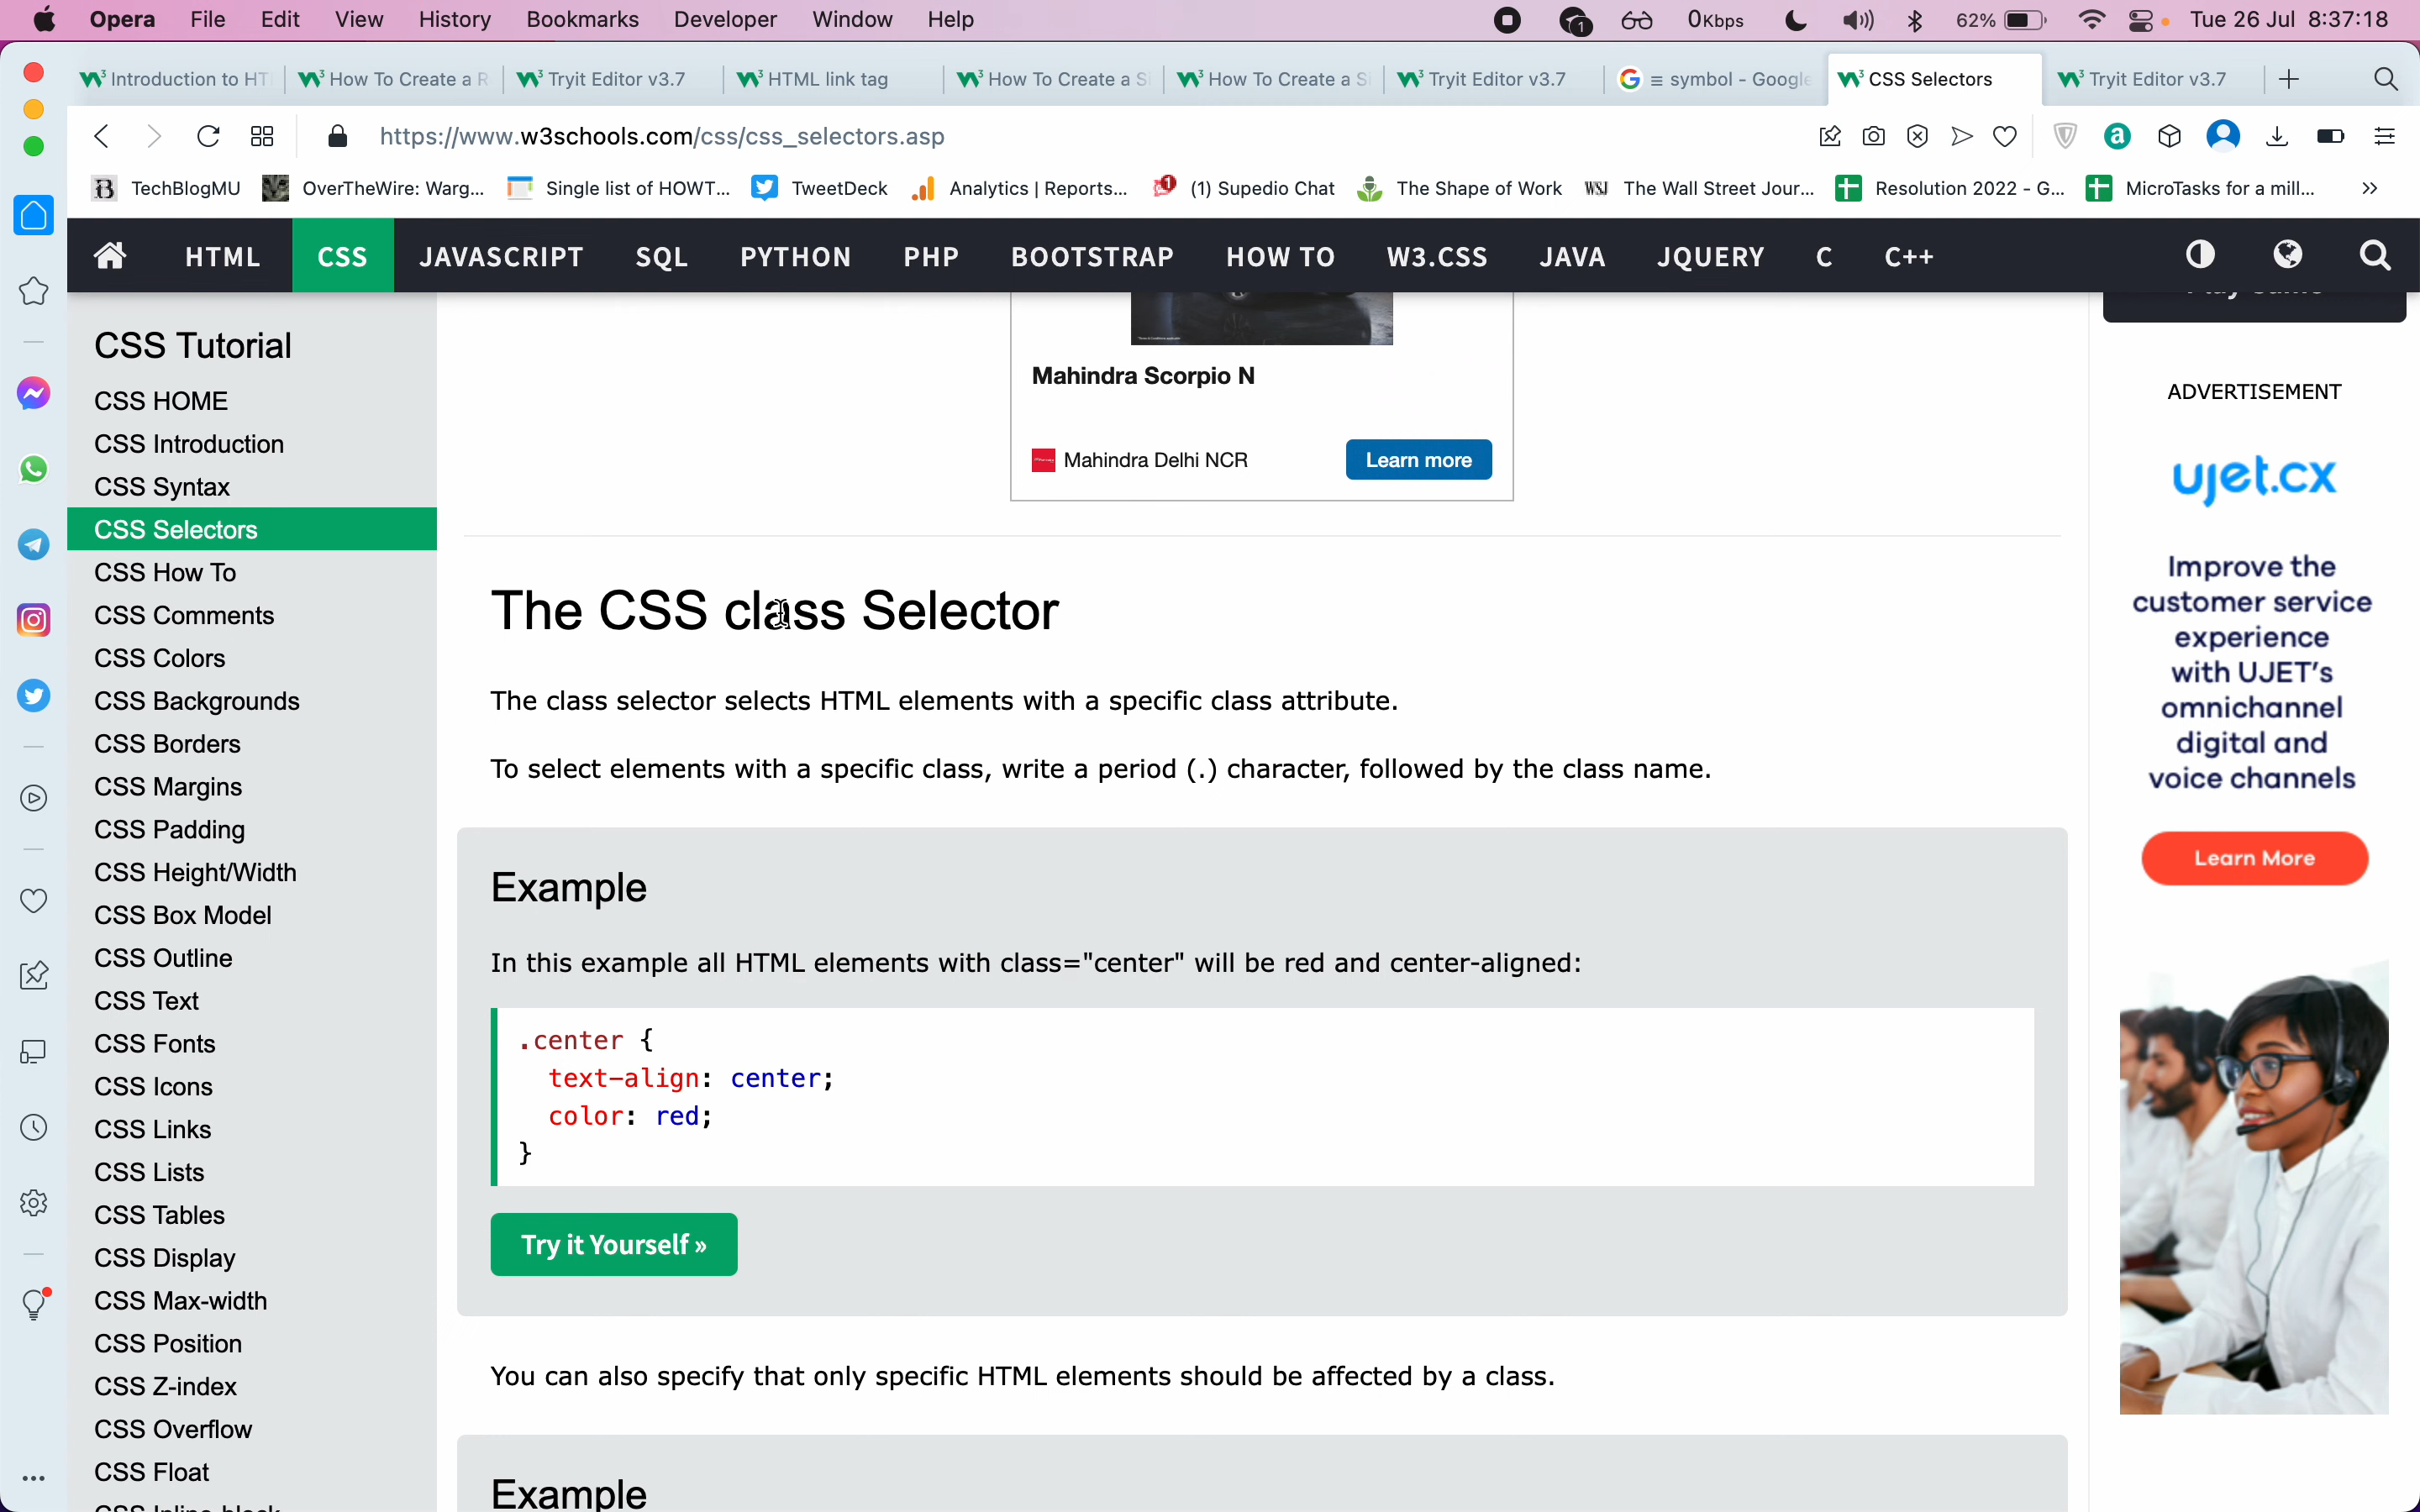 Opera File Edit View History Bookmarks Developer Window Help 1 0Kbps 62% Tue 26 Jul 8:37:18
Introduction to HT How To Create a R Tryit Editor v3.7 HTML link tag How To Create a Si How To Create a Si Tryit Editor v3.7 ≡ symbol - Google CSS Selectors Tryit Editor v3.7
https://www.w3schools.com/css/css_selectors.asp
TechBlogMU OverTheWire: Warg... Single list of HOWT... TweetDeck Analytics | Reports... (1) Supedio Chat The Shape of Work WSJ The Wall Street Jour... Resolution 2022 - G... MicroTasks for a mill... »
HTML CSS JAVASCRIPT SQL PYTHON PHP BOOTSTRAP HOW TO W3.CSS JAVA JQUERY C C++
CSS Tutorial
CSS HOME
CSS Introduction
CSS Syntax
CSS Selectors
CSS How To
CSS Comments
CSS Colors
CSS Backgrounds
CSS Borders
CSS Margins
CSS Padding
CSS Height/Width
CSS Box Model
CSS Outline
CSS Text
CSS Fonts
CSS Icons
CSS Links
CSS Lists
CSS Tables
CSS Display
CSS Max-width
CSS Position
CSS Z-index
CSS Overflow
CSS Float
Mahindra Scorpio N
Mahindra Delhi NCR Learn more
The CSS class Selector
The class selector selects HTML elements with a specific class attribute.
To select elements with a specific class, write a period (.) character, followed by the class name.
Example
In this example all HTML elements with class="center" will be red and center-aligned:
.center {
text-align: center;
color: red;
}
Try it Yourself »
You can also specify that only specific HTML elements should be affected by a class.
Example
ADVERTISEMENT
ujet.cx
Improve the
customer service
experience
with UJET's
omnichannel
digital and
voice channels
Learn More